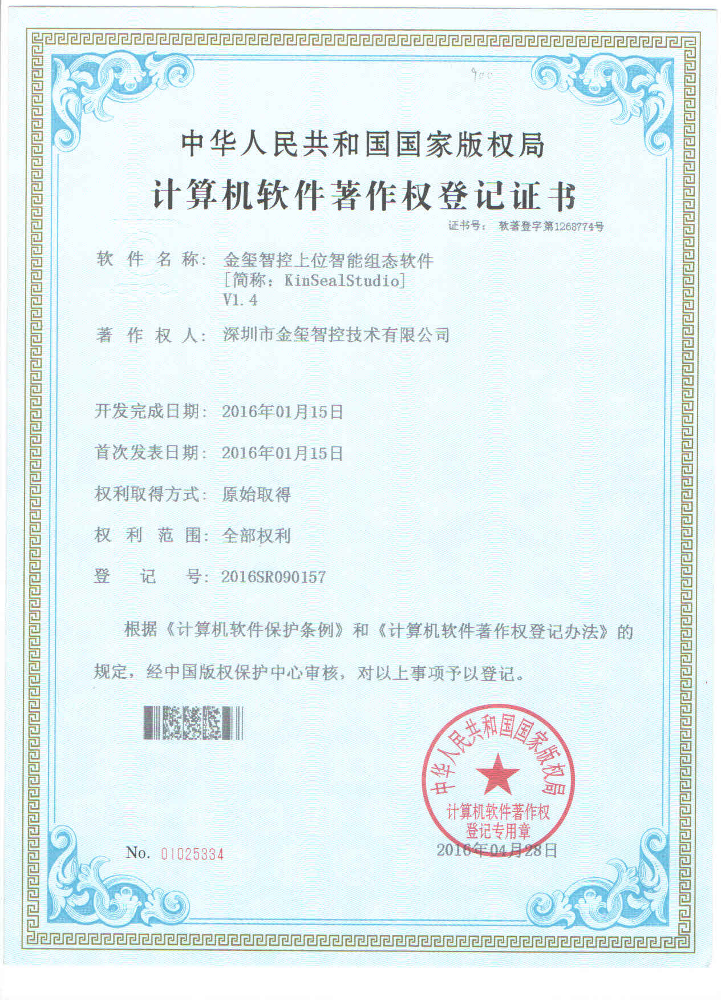 900
中华人民共和国国家版权局
计算机软件著作权登记证书
证书号： 软著登字第1268774号
软件名称： 金玺智控上位智能组态软件
[简称：KinSealStudio]
V1.4
著作权人： 深圳市金玺智控技术有限公司
开发完成日期： 2016年01月15日
首次发表日期： 2016年01月15日
权利取得方式： 原始取得
权利范围： 全部权利
登记号： 2016SR090157
根据《计算机软件保护条例》和《计算机软件著作权登记办法》的
规定，经中国版权保护中心审核，对以上事项予以登记。
中华人民共和国国家版权局
计算机软件著作权
登记专用章
No. 01025334
2016年04月28日